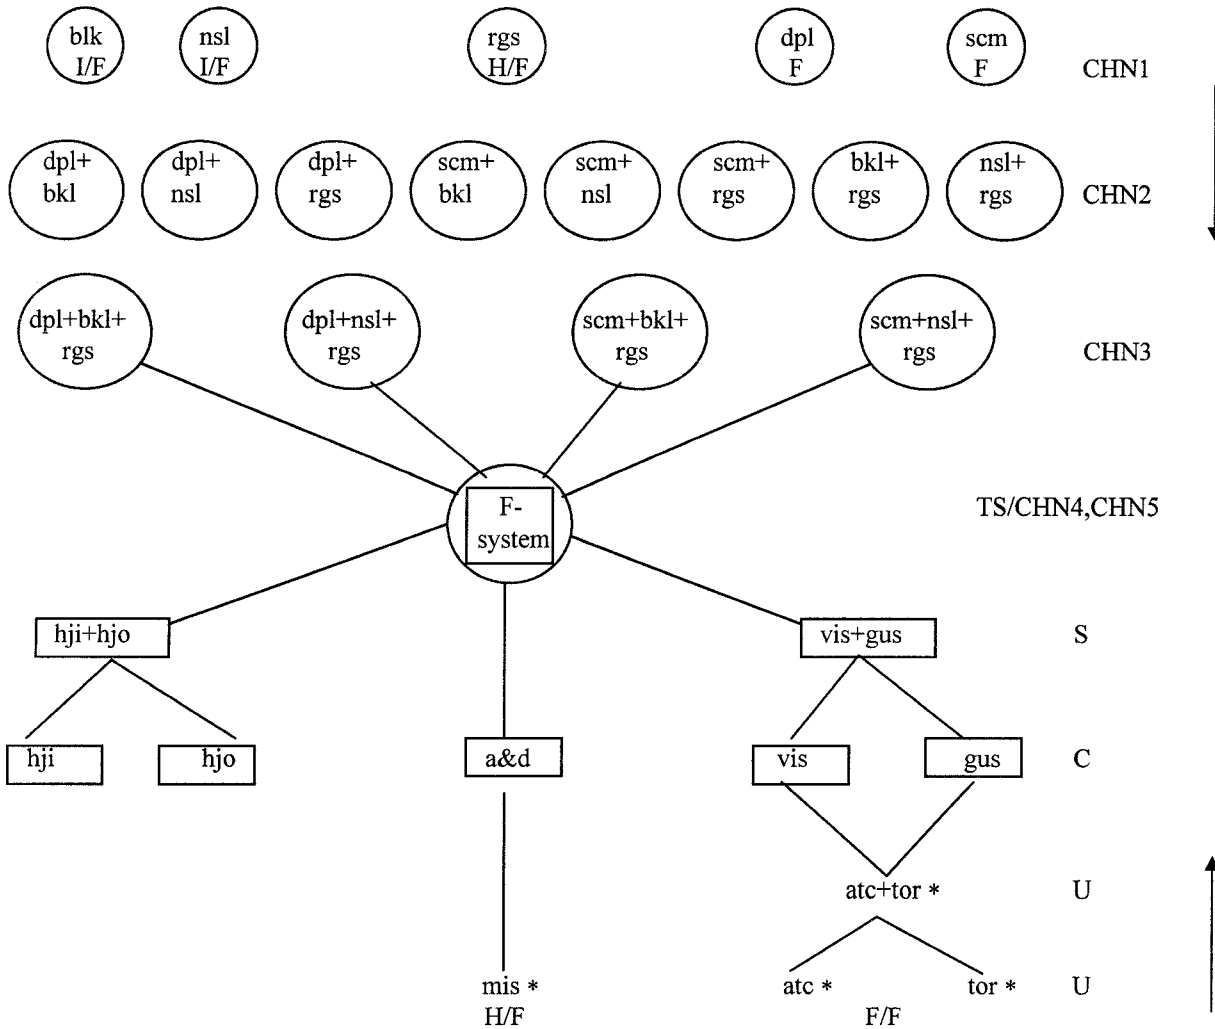 blk
I/F
nsl
I/F
rgs
H/F
dpl
F
scm
F
CHN1
dpl+
bkl
dpl+
nsl
dpl+
rgs
scm+
bkl
scm+
nsl
scm+
rgs
bkl+
rgs
nsl+
rgs
CHN2
dpl+bkl+
rgs
dpl+nsl+
rgs
scm+bkl+
rgs
scm+nsl+
rgs
CHN3
F-
system
TS/CHN4,CHN5
hji+hjo
vis+gus
S
hji
hjo
a&d
vis
gus
C
atc+tor *
U
mis *
H/F
atc *
tor *
F/F
U